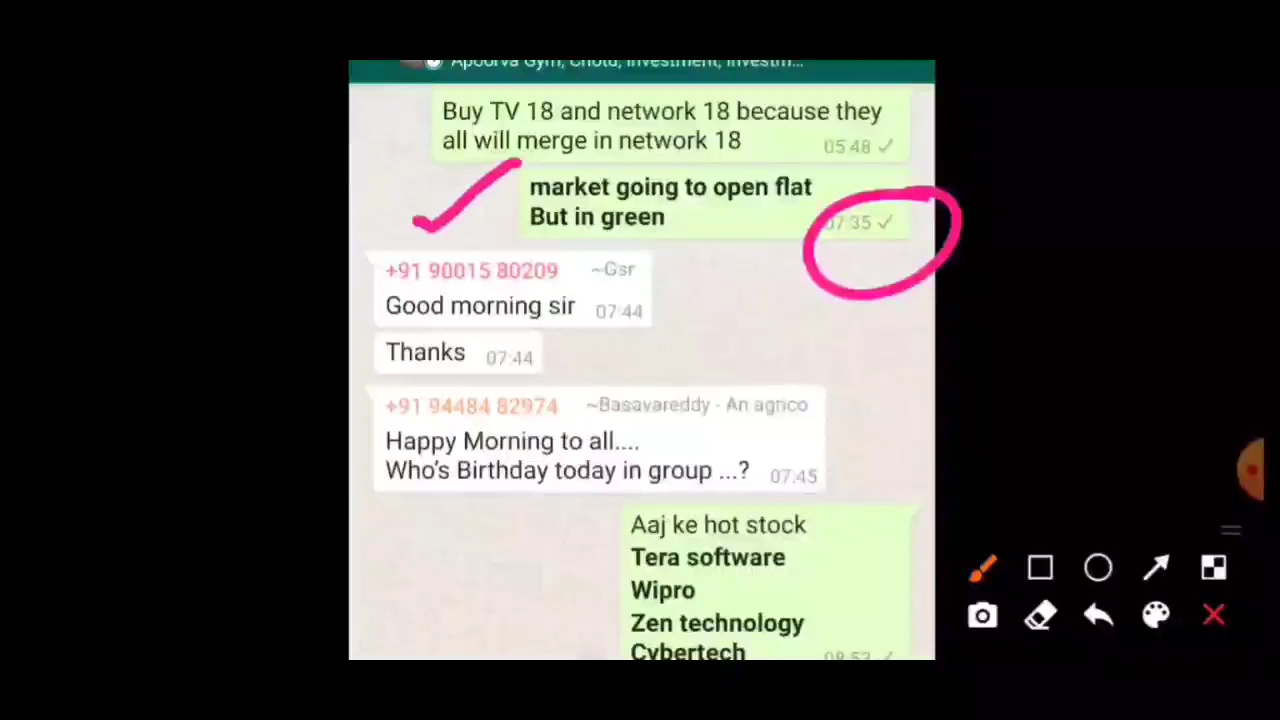 Apoorva Gym, Chotu, Investment, Investm...
Buy TV 18 and network 18 because they
all will merge in network 18 05:48
market going to open flat
But in green 07:35
+91 90015 80209 ~Gsr
Good morning sir 07:44
Thanks 07:44
+91 94484 82974 ~Basavareddy - An agrico
Happy Morning to all....
Who's Birthday today in group ...? 07:45
Aaj ke hot stock
Tera software
Wipro
Zen technology
Cybertech